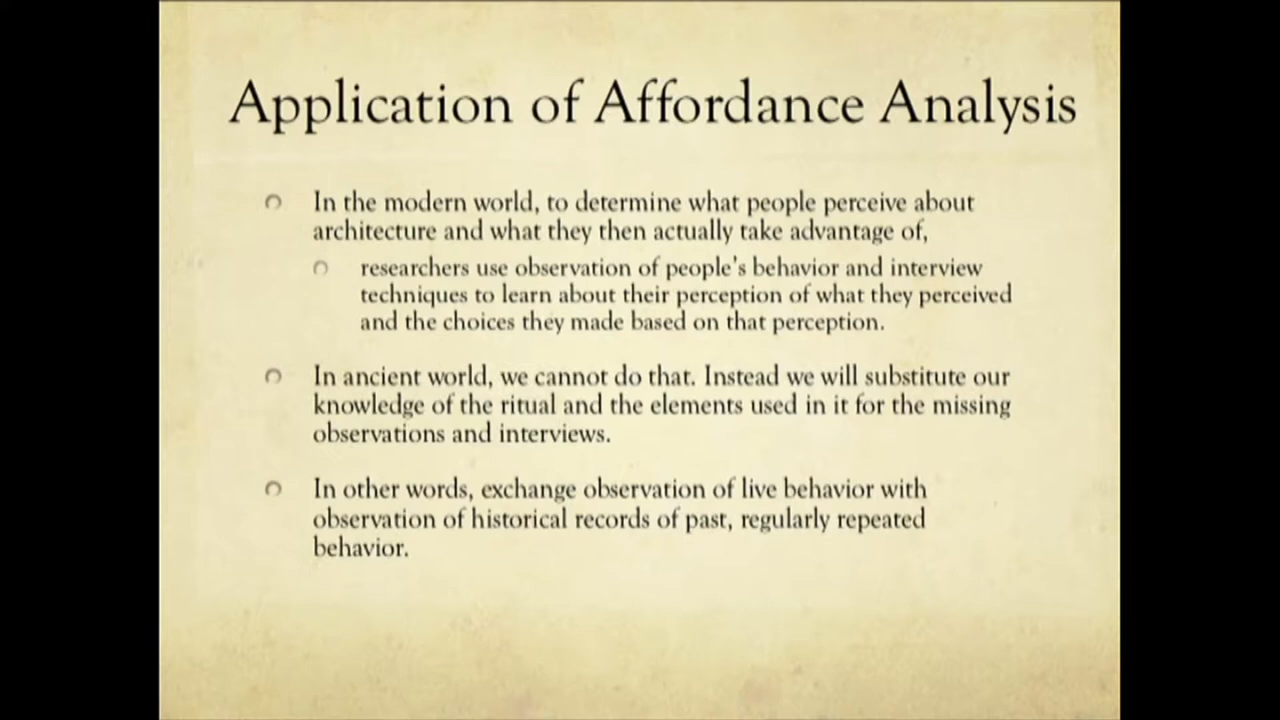 Application of Affordance Analysis
In the modern world, to determine what people perceive about
architecture and what they then actually take advantage of,
researchers use observation of people's behavior and interview
techniques to learn about their perception of what they perceived
and the choices they made based on that perception.
In ancient world, we cannot do that. Instead we will substitute our
knowledge of the ritual and the elements used in it for the missing
observations and interviews.
In other words, exchange observation of live behavior with
observation of historical records of past, regularly repeated
behavior.